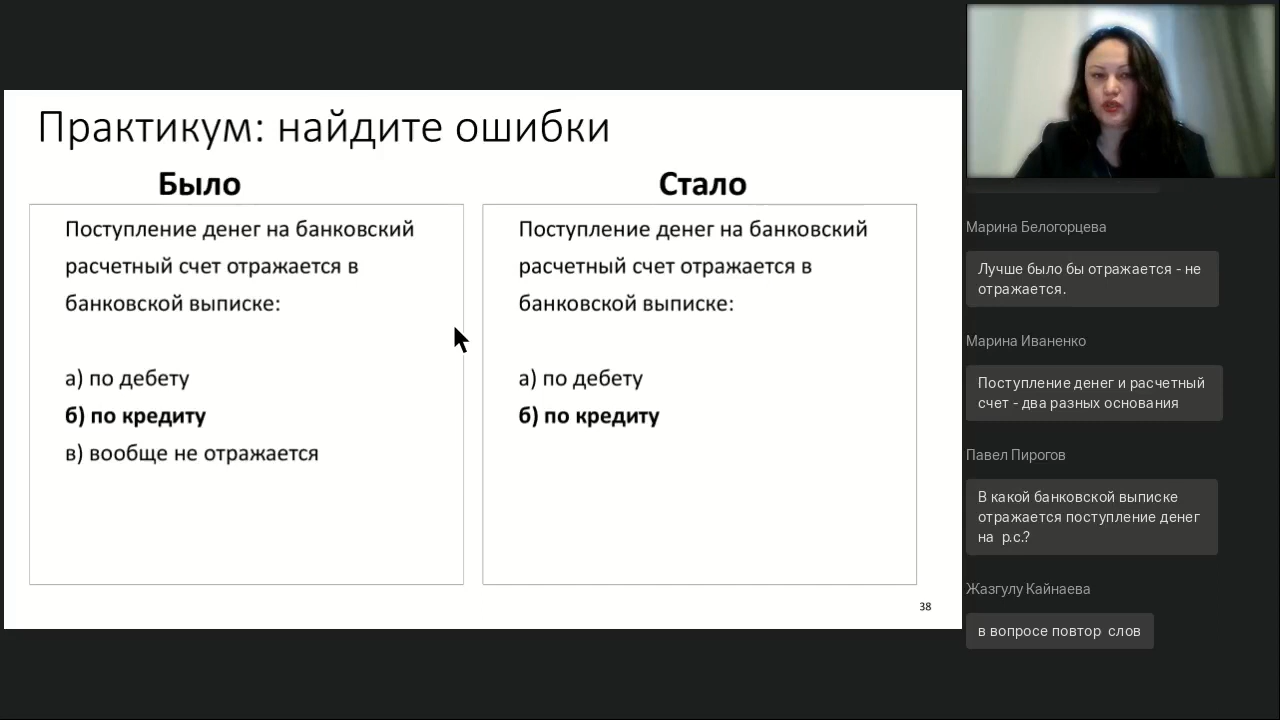 Практикум: найдите ошибки
Было
Поступление денег на банковский
расчетный счет отражается в
банковской выписке:
а) по дебету
б) по кредиту
в) вообще не отражается
Стало
Поступление денег на банковский
расчетный счет отражается в
банковской выписке:
а) по дебету
б) по кредиту
38
Марина Белогорцева
Лучше было бы отражается - не
отражается.
Марина Иваненко
Поступление денег и расчетный
счет - два разных основания
Павел Пирогов
В какой банковской выписке
отражается поступление денег
на р.с.?
Жазгулу Кайнаева
в вопросе повтор слов